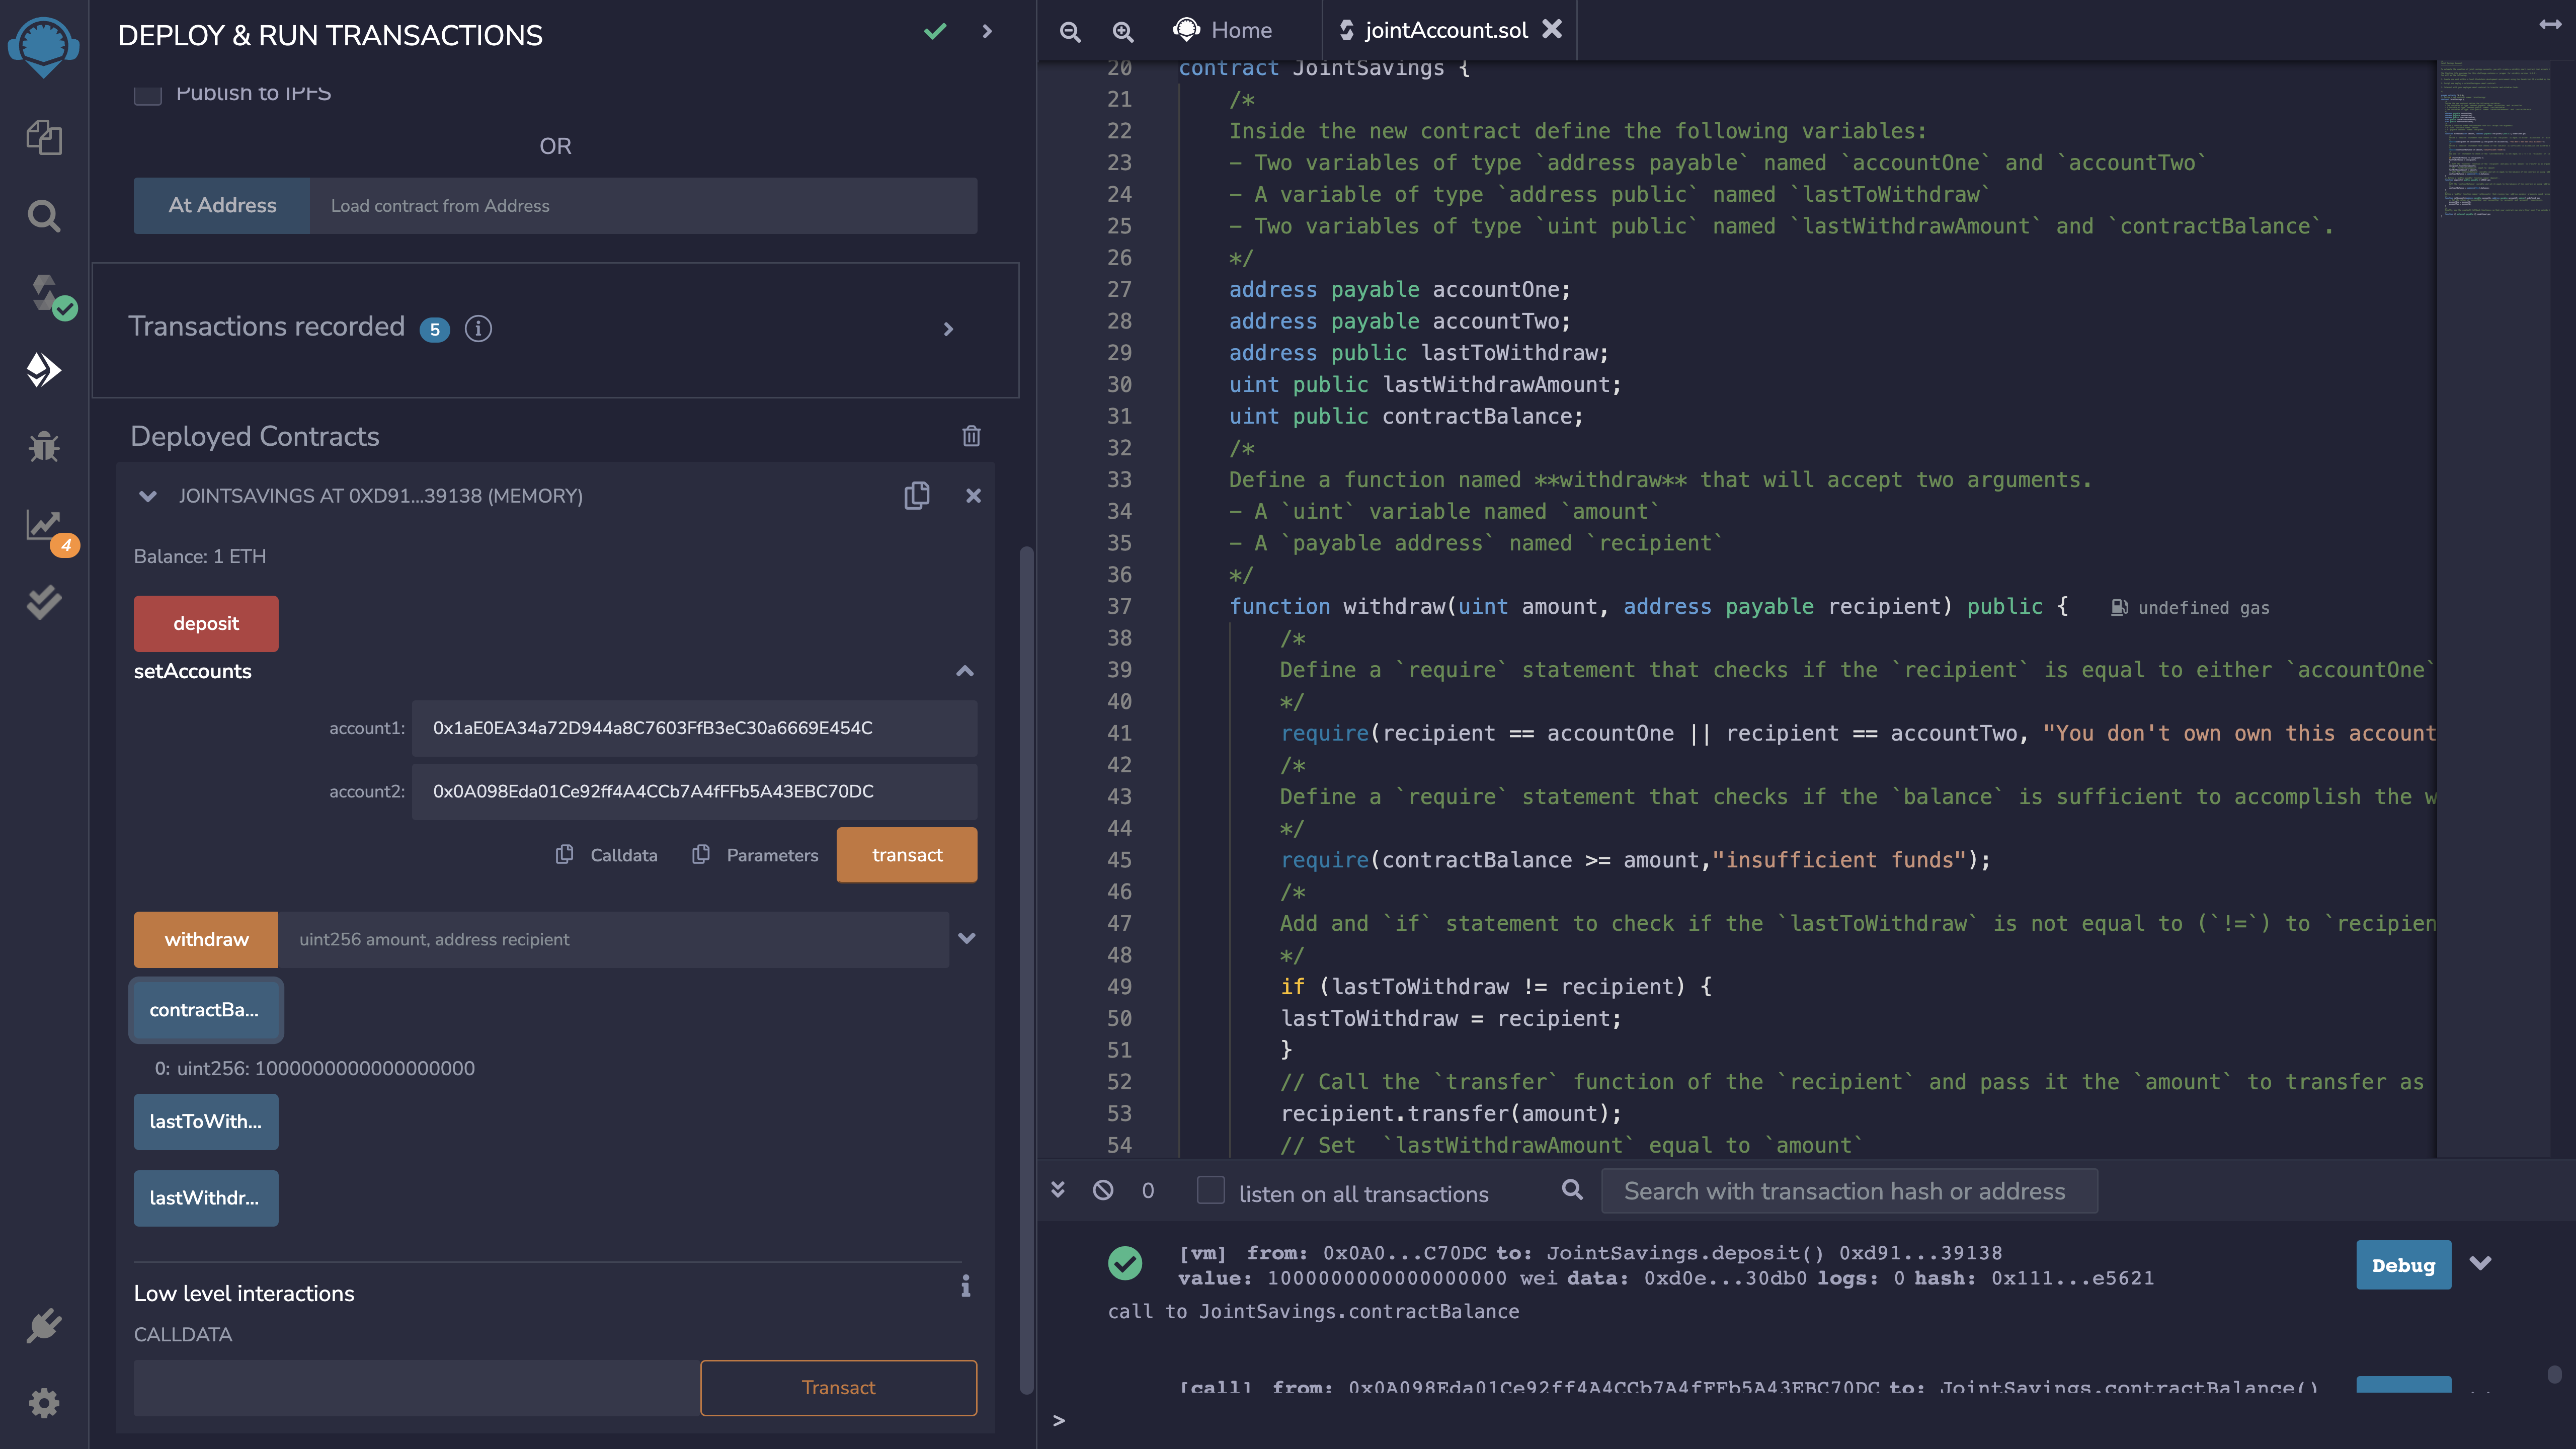 DEPLOY & RUN TRANSACTIONS
Publish to IPFS
OR
At Address
Load contract from Address
Transactions recorded 5
Deployed Contracts
JOINTSAVINGS AT 0XD91...39138 (MEMORY)
Balance: 1 ETH
deposit
setAccounts
account1: 0x1aE0EA34a72D944a8C7603FfB3eC30a6669E454C
account2: 0x0A098Eda01Ce92ff4A4CCb7A4fFFb5A43EBC70DC
Calldata Parameters transact
withdraw uint256 amount, address recipient
contractBa...
0: uint256: 1000000000000000000
lastToWith...
lastWithdr...
Low level interactions
CALLDATA
Transact
4
Home jointAccount.sol
20 contract JointSavings {
21 /*
22 Inside the new contract define the following variables:
23 - Two variables of type `address payable` named `accountOne` and `accountTwo`
24 - A variable of type `address public` named `lastToWithdraw`
25 - Two variables of type `uint public` named `lastWithdrawAmount` and `contractBalance`.
26 */
27 address payable accountOne;
28 address payable accountTwo;
29 address public lastToWithdraw;
30 uint public lastWithdrawAmount;
31 uint public contractBalance;
32 /*
33 Define a function named **withdraw** that will accept two arguments.
34 - A `uint` variable named `amount`
35 - A `payable address` named `recipient`
36 */
37 function withdraw(uint amount, address payable recipient) public { undefined gas
38 /*
39 Define a `require` statement that checks if the `recipient` is equal to either `accountOne`
40 */
41 require(recipient == accountOne || recipient == accountTwo, "You don't own own this account
42 /*
43 Define a `require` statement that checks if the `balance` is sufficient to accomplish the w
44 */
45 require(contractBalance >= amount,"insufficient funds");
46 /*
47 Add and `if` statement to check if the `lastToWithdraw` is not equal to (`!=`) to `recipien
48 */
49 if (lastToWithdraw != recipient) {
50 lastToWithdraw = recipient;
51 }
52 // Call the `transfer` function of the `recipient` and pass it the `amount` to transfer as
53 recipient.transfer(amount);
54 // Set  `lastWithdrawAmount` equal to `amount`
0 listen on all transactions Search with transaction hash or address
[vm] from: 0x0A0...C70DC to: JointSavings.deposit() 0xd91...39138
value: 1000000000000000000 wei data: 0xd0e...30db0 logs: 0 hash: 0x111...e5621
Debug
call to JointSavings.contractBalance
[call] from: 0x0A098Eda01Ce92ff4A4CCb7A4fFFb5A43EBC70DC to: JointSavings.contractBalance()
>